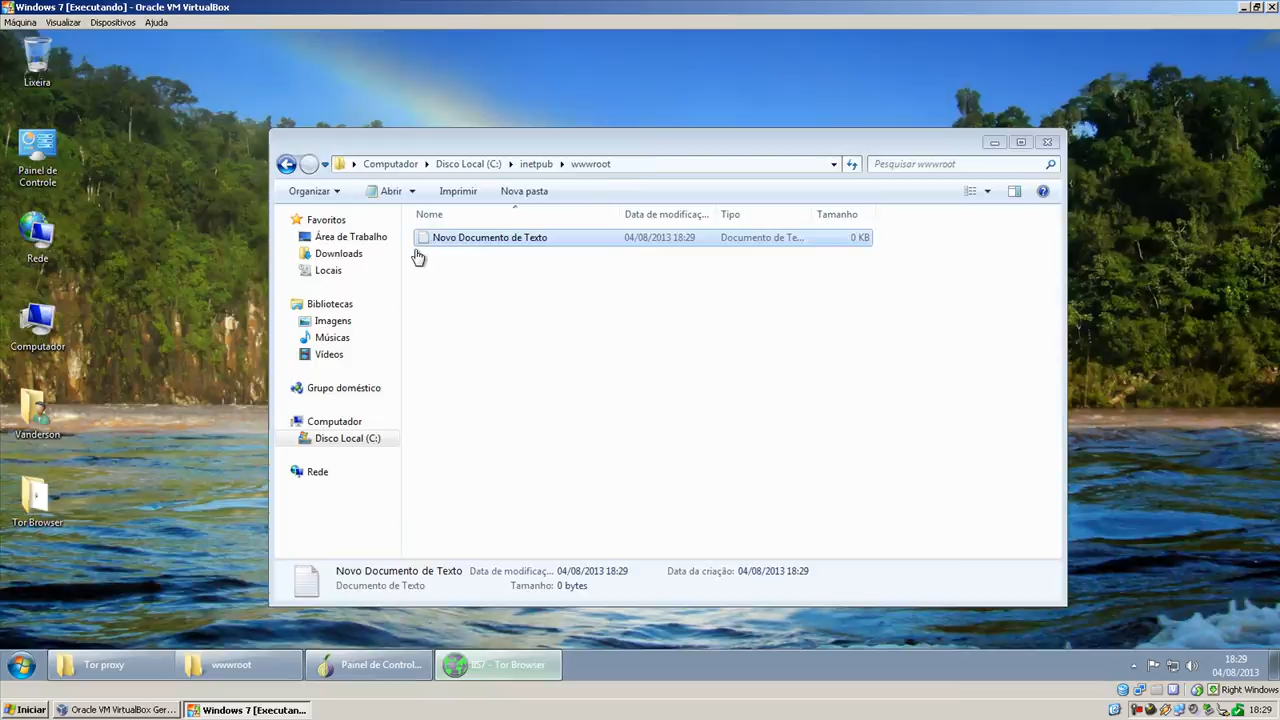 Windows 7 [Executando] - Oracle VM VirtualBox
Máquina Visualizar Dispositivos Ajuda
Lixeira
Painel de Controle
Rede
Computador
Vanderson
Tor Browser
Computador Disco Local (C:) inetpub wwwroot
Pesquisar wwwroot
Organizar Abrir Imprimir Nova pasta
Favoritos
Área de Trabalho
Downloads
Locais
Bibliotecas
Imagens
Músicas
Vídeos
Grupo doméstico
Computador
Disco Local (C:)
Rede
Nome Data de modificaç... Tipo Tamanho
Novo Documento de Texto 04/08/2013 18:29 Documento de Te... 0 KB
Novo Documento de Texto Data de modificaç... 04/08/2013 18:29 Data da criação: 04/08/2013 18:29
Documento de Texto Tamanho: 0 bytes
Tor proxy wwwroot Painel de Control... IIS7 - Tor Browser
18:29
04/08/2013
Right Windows
Iniciar Oracle VM VirtualBox Ger... Windows 7 [Executan... 18:29